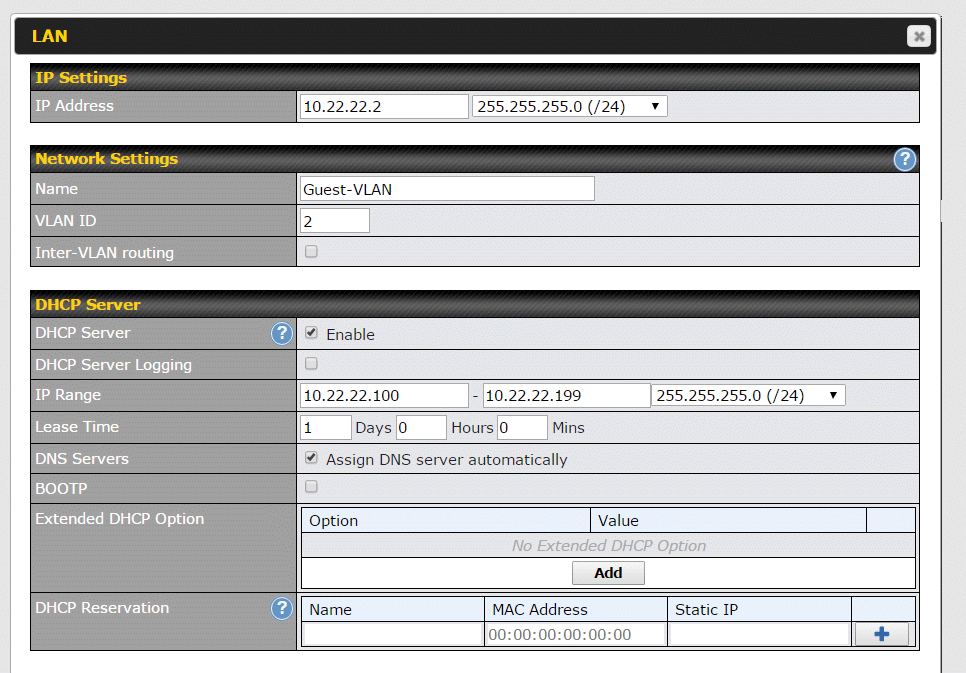 LAN
IP Settings
IP Address 10.22.22.2 255.255.255.0 (/24)
Network Settings ?
Name Guest-VLAN
VLAN ID 2
Inter-VLAN routing
DHCP Server
DHCP Server ? Enable
DHCP Server Logging
IP Range 10.22.22.100 - 10.22.22.199 255.255.255.0 (/24)
Lease Time 1 Days 0 Hours 0 Mins
DNS Servers Assign DNS server automatically
BOOTP
Extended DHCP Option Option Value
No Extended DHCP Option
Add
DHCP Reservation ? Name MAC Address Static IP
00:00:00:00:00:00